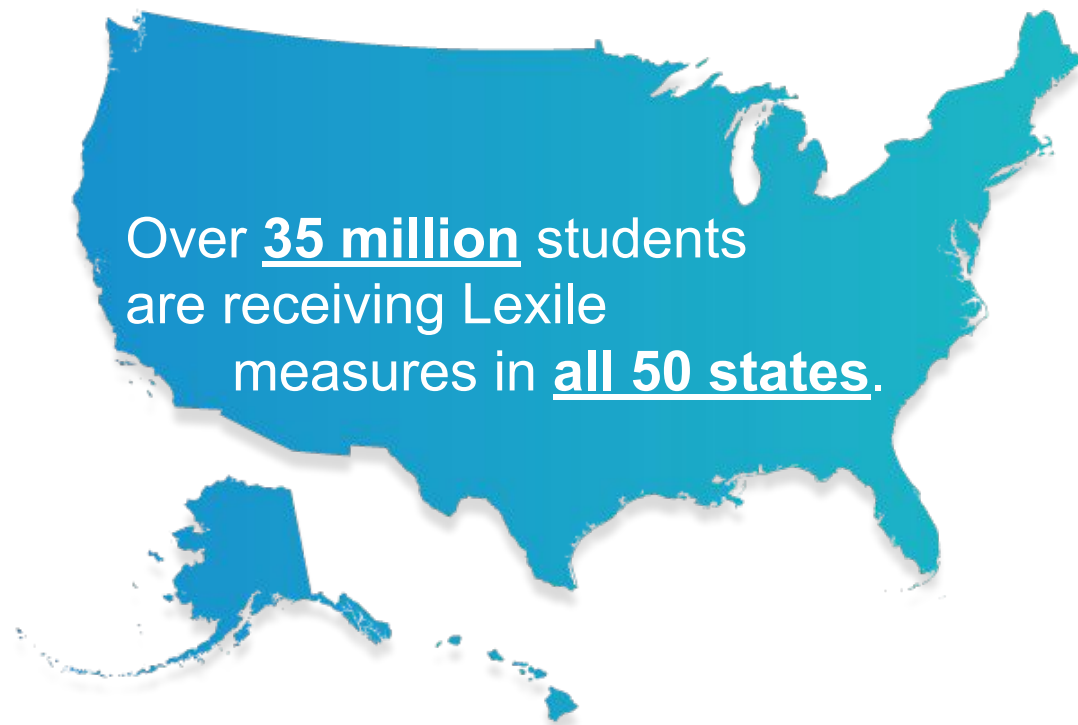 Over 35 million students
are receiving Lexile
measures in all 50 states.